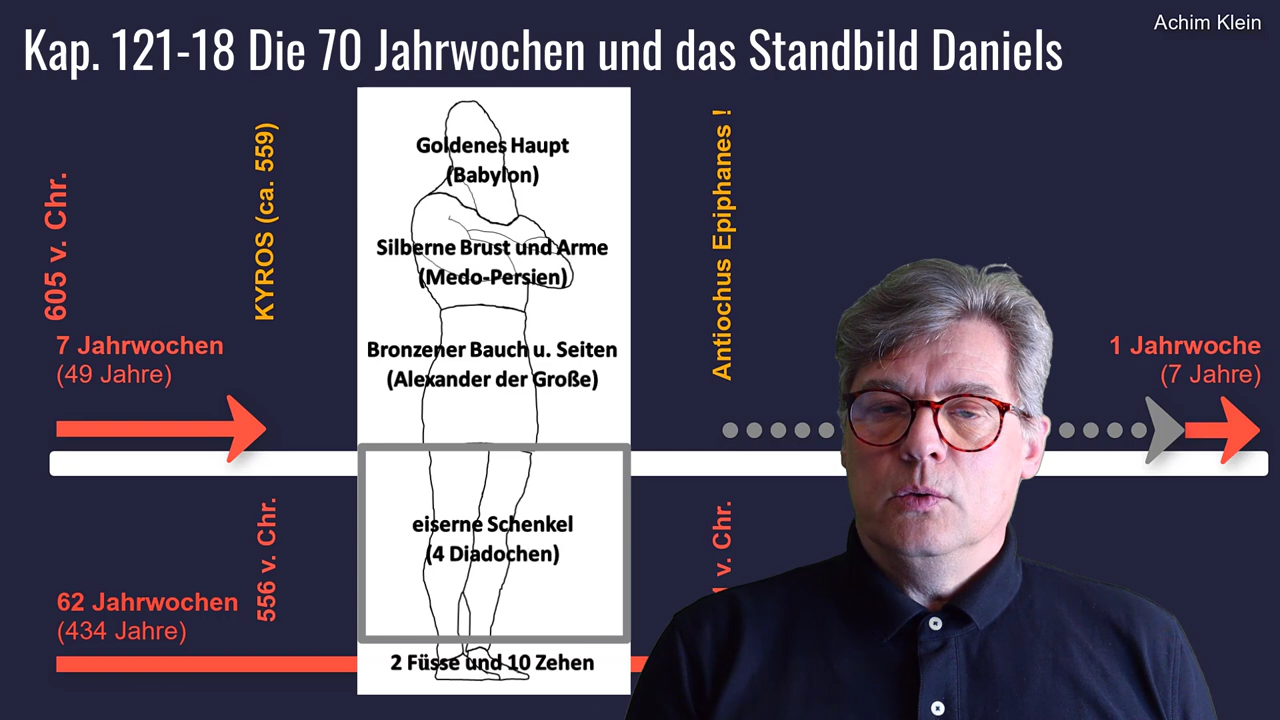 Achim Klein
Kap. 121-18 Die 70 Jahrwochen und das Standbild Daniels
605 v. Chr.
KYROS (ca. 559)
Goldenes Haupt
(Babylon)
Silberne Brust und Arme
(Medo-Persien)
Bronzener Bauch u. Seiten
(Alexander der Große)
Antiochus Epiphanes !
7 Jahrwochen
(49 Jahre)
1 Jahrwoche
(7 Jahre)
eiserne Schenkel
(4 Diadochen)
556 v. Chr.
v. Chr.
62 Jahrwochen
(434 Jahre)
2 Füsse und 10 Zehen